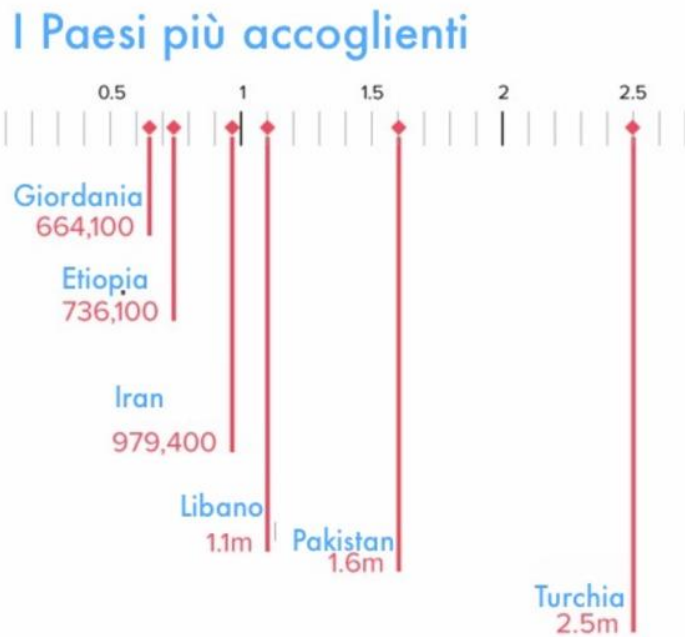 I Paesi più accoglienti
0.5 1 1.5 2 2.5
Giordania
664,100
Etiopia
736,100
Iran
979,400
Libano
1.1m
Pakistan
1.6m
Turchia
2.5m